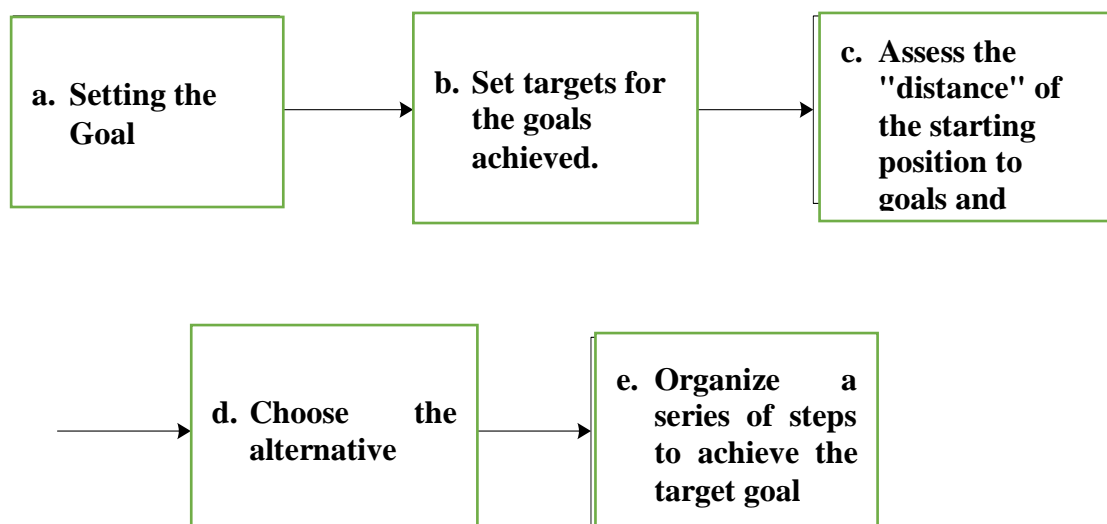 a. Setting the
Goal
b. Set targets for
the goals
achieved.
c. Assess the
"distance" of
the starting
position to
goals and
d. Choose the
alternative
e. Organize a
series of steps
to achieve the
target goal